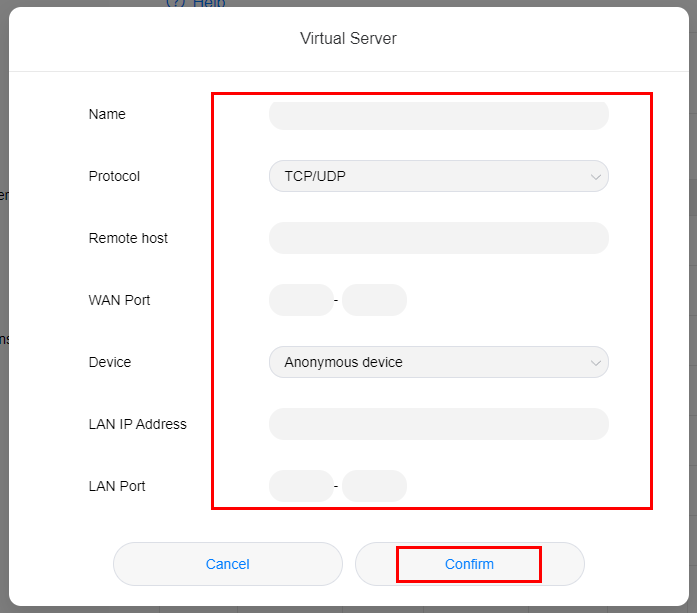 Help
Virtual Server
Name
Protocol TCP/UDP
Remote host
WAN Port -
Device Anonymous device
LAN IP Address
LAN Port -
Cancel Confirm